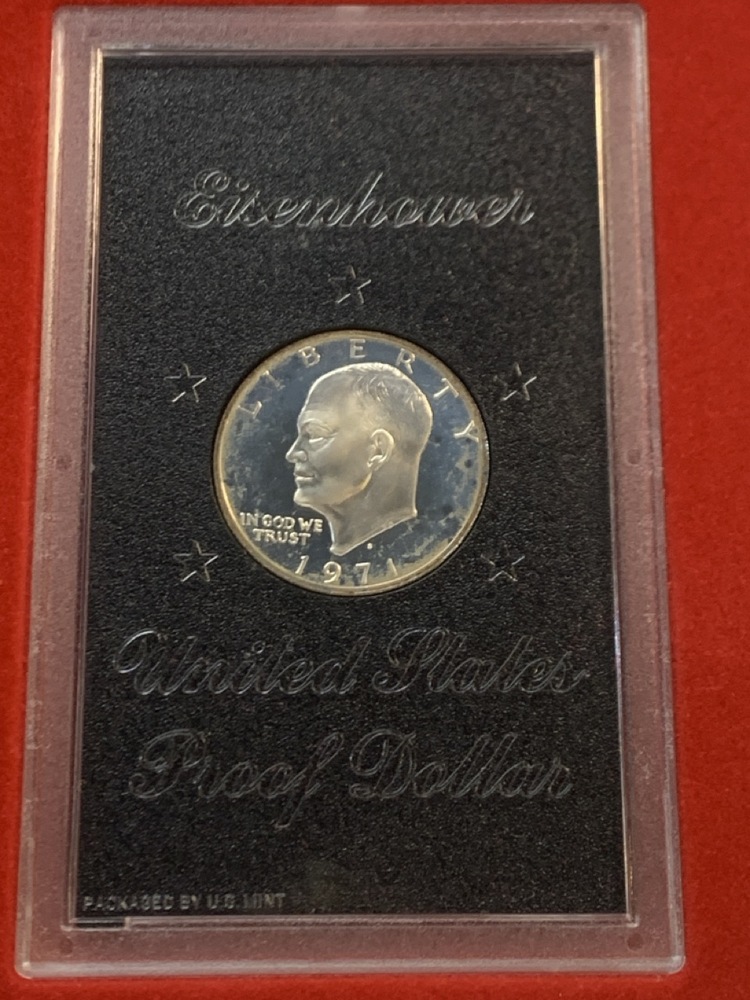 Eisenhower
LIBERTY
IN GOD WE
TRUST
1971
United States
Proof Dollar
PACKAGED BY U.S. MINT